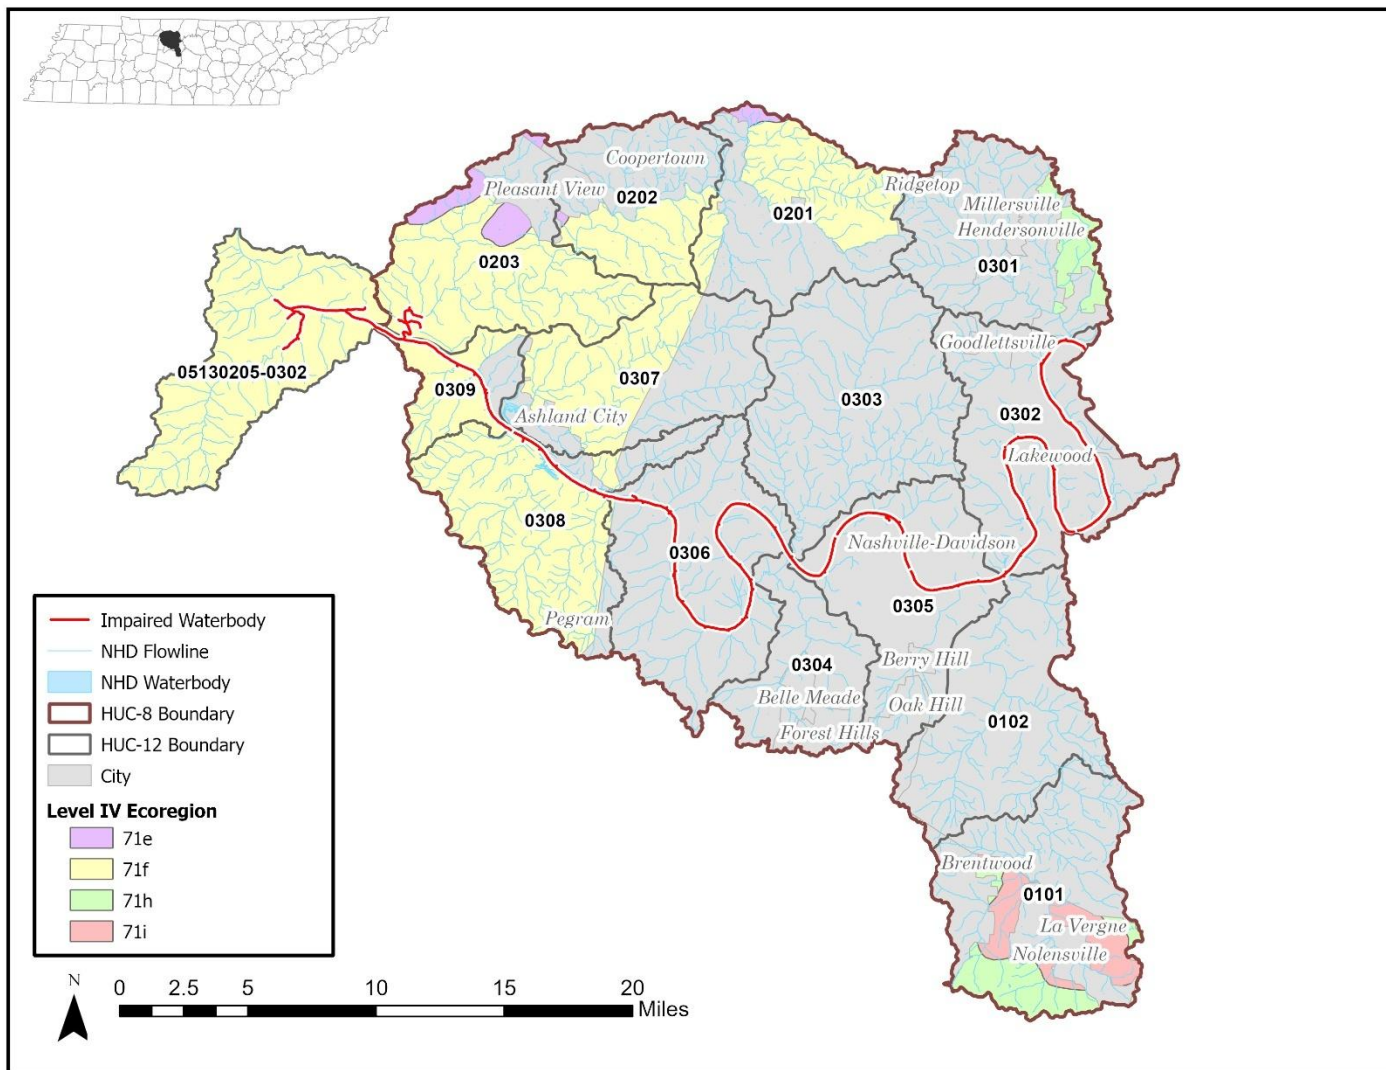 Coopertown
Pleasant View
0202
Ridgetop
0201
Millersville
Hendersonville
0301
0203
Goodlettsville
05130205-0302
0309
0307
0303
0302
Ashland City
Lakewood
0308
0306
Nashville-Davidson
0305
Pegram
0304
Berry Hill
Belle Meade
Oak Hill
Forest Hills
0102
Brentwood
0101
La Vergne
Nolensville
Impaired Waterbody
NHD Flowline
NHD Waterbody
HUC-8 Boundary
HUC-12 Boundary
City
Level IV Ecoregion
71e
71f
71h
71i
N
0 2.5 5 10 15 20
Miles